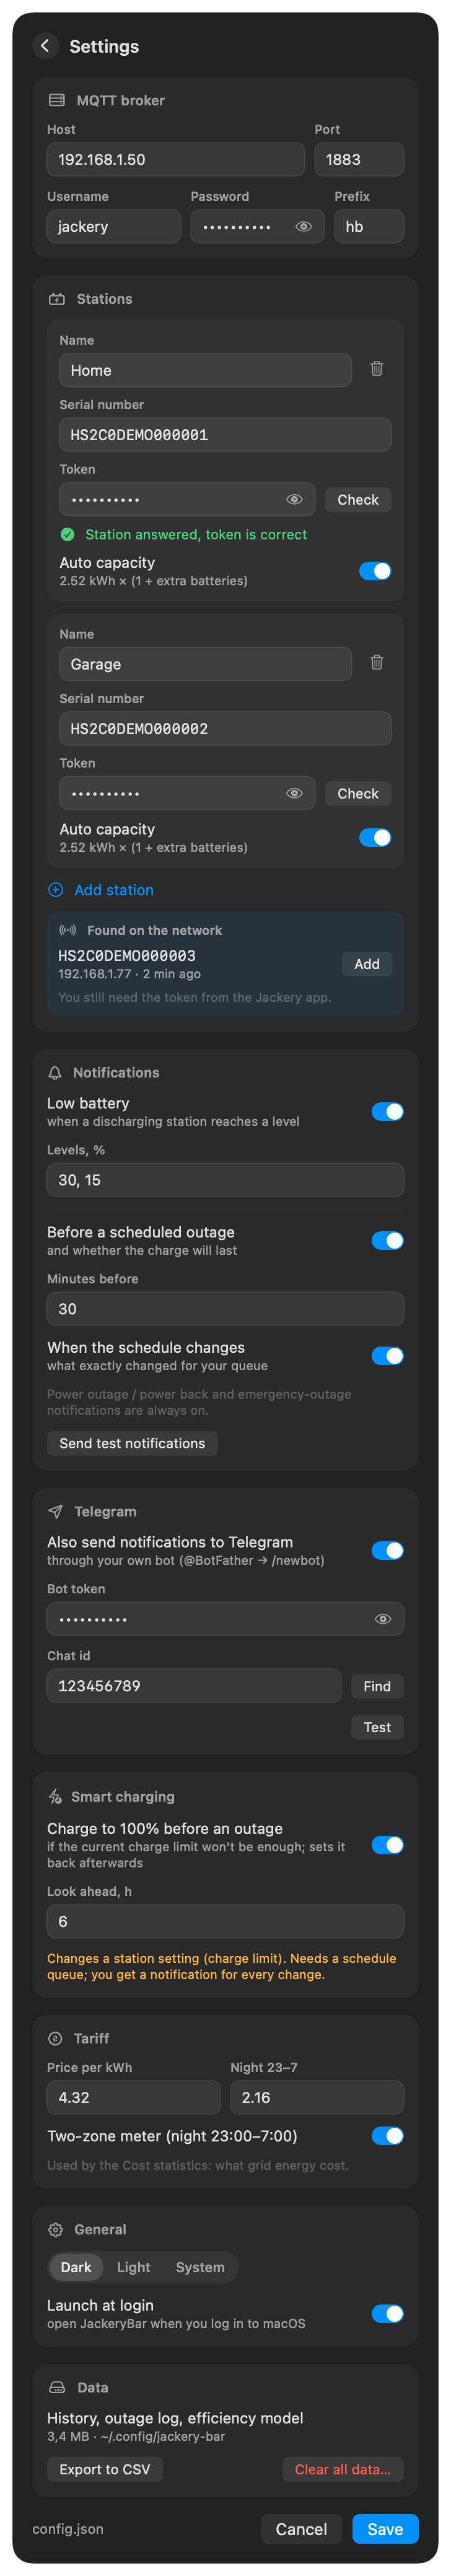 Settings
MQTT broker
Host Port
192.168.1.50 1883
Username Password Prefix
jackery •••••••••• hb
Stations
Name
Home
Serial number
HS2C0DEMO000001
Token
•••••••••• Check
Station answered, token is correct
Auto capacity
2.52 kWh × (1 + extra batteries)
Name
Garage
Serial number
HS2C0DEMO000002
Token
•••••••••• Check
Auto capacity
2.52 kWh × (1 + extra batteries)
Add station
Found on the network
HS2C0DEMO000003
192.168.1.77 · 2 min ago
Add
You still need the token from the Jackery app.
Notifications
Low battery
when a discharging station reaches a level
Levels, %
30, 15
Before a scheduled outage
and whether the charge will last
Minutes before
30
When the schedule changes
what exactly changed for your queue
Power outage / power back and emergency-outage
notifications are always on.
Send test notifications
Telegram
Also send notifications to Telegram
through your own bot (@BotFather → /newbot)
Bot token
••••••••••
Chat id
123456789 Find
Test
Smart charging
Charge to 100% before an outage
if the current charge limit won't be enough; sets it
back afterwards
Look ahead, h
6
Changes a station setting (charge limit). Needs a schedule
queue; you get a notification for every change.
Tariff
Price per kWh Night 23–7
4.32 2.16
Two-zone meter (night 23:00–7:00)
Used by the Cost statistics: what grid energy cost.
General
Dark Light System
Launch at login
open JackeryBar when you log in to macOS
Data
History, outage log, efficiency model
3,4 MB · ~/.config/jackery-bar
Export to CSV Clear all data...
config.json Cancel Save